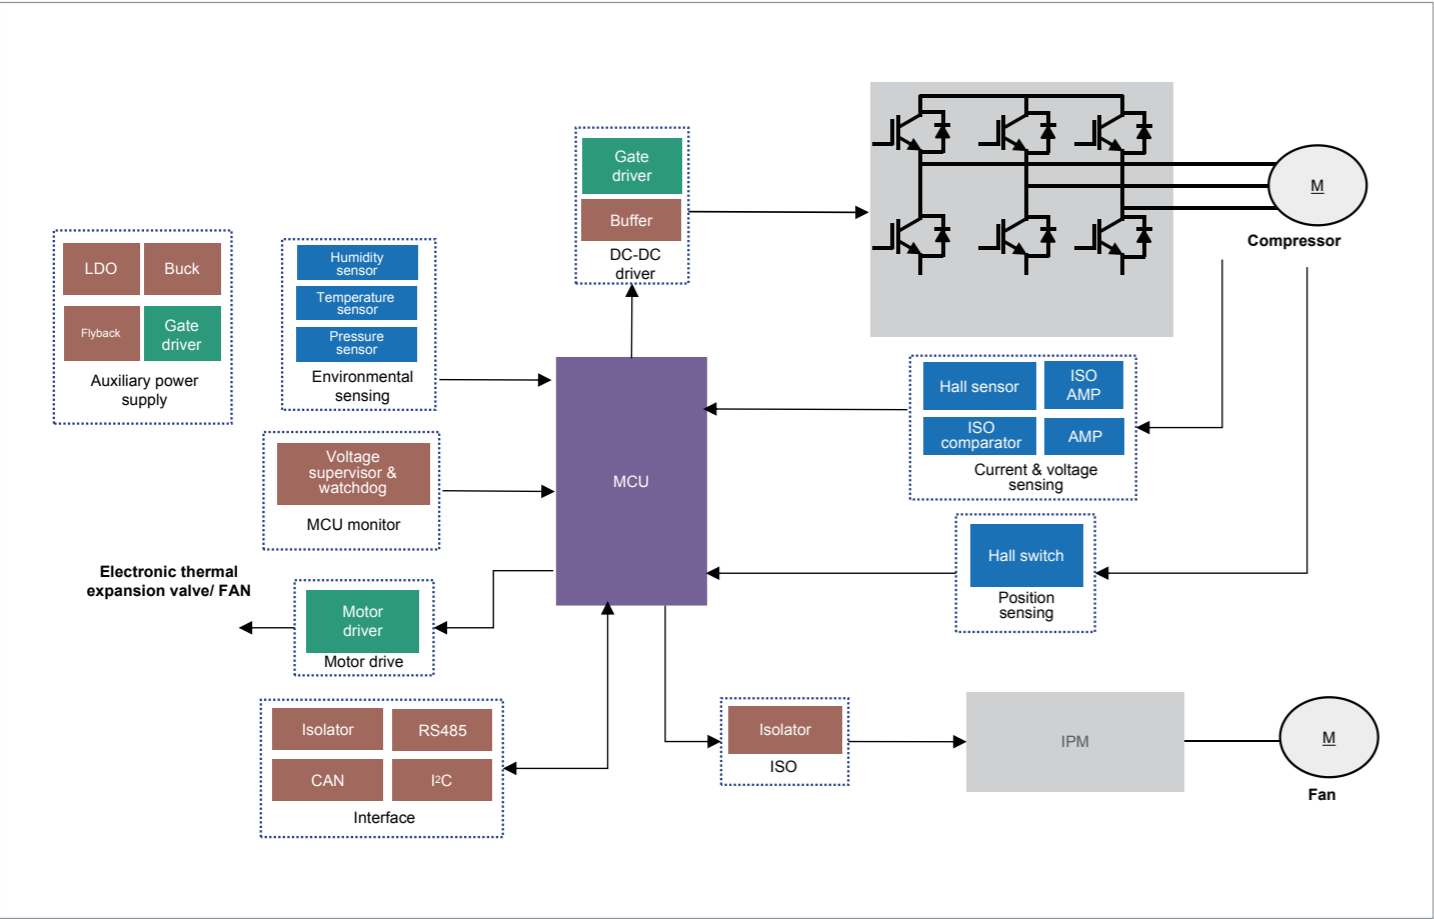 Gate
driver
Buffer
DC-DC
driver
M
Compressor
LDO
Buck
Flyback
Gate
driver
Auxiliary power
supply
Humidity
sensor
Temperature
sensor
Pressure
sensor
Environmental
sensing
Voltage
supervisor &
watchdog
MCU monitor
MCU
Hall sensor
ISO
AMP
ISO
comparator
AMP
Current & voltage
sensing
Hall switch
Position
sensing
Electronic thermal
expansion valve/ FAN
Motor
driver
Motor drive
Isolator
RS485
CAN
I²C
Interface
Isolator
ISO
IPM
M
Fan